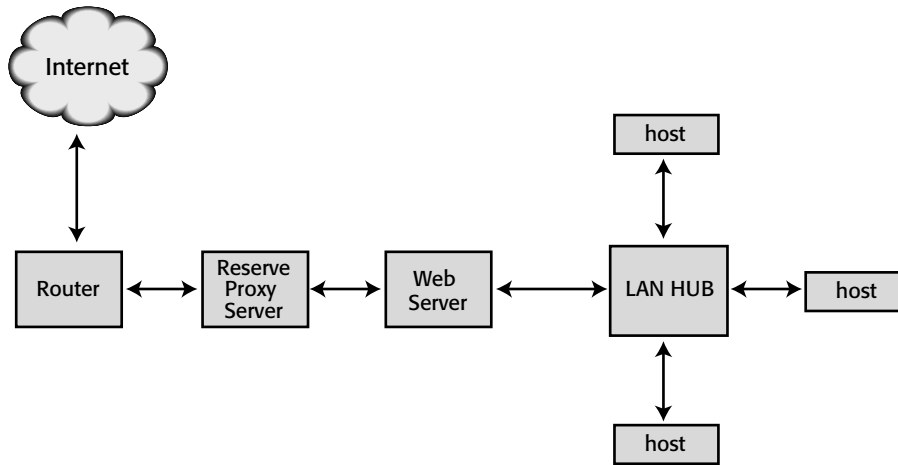 Internet
host
Router
Reserve
Proxy
Server
Web
Server
LAN HUB
host
host